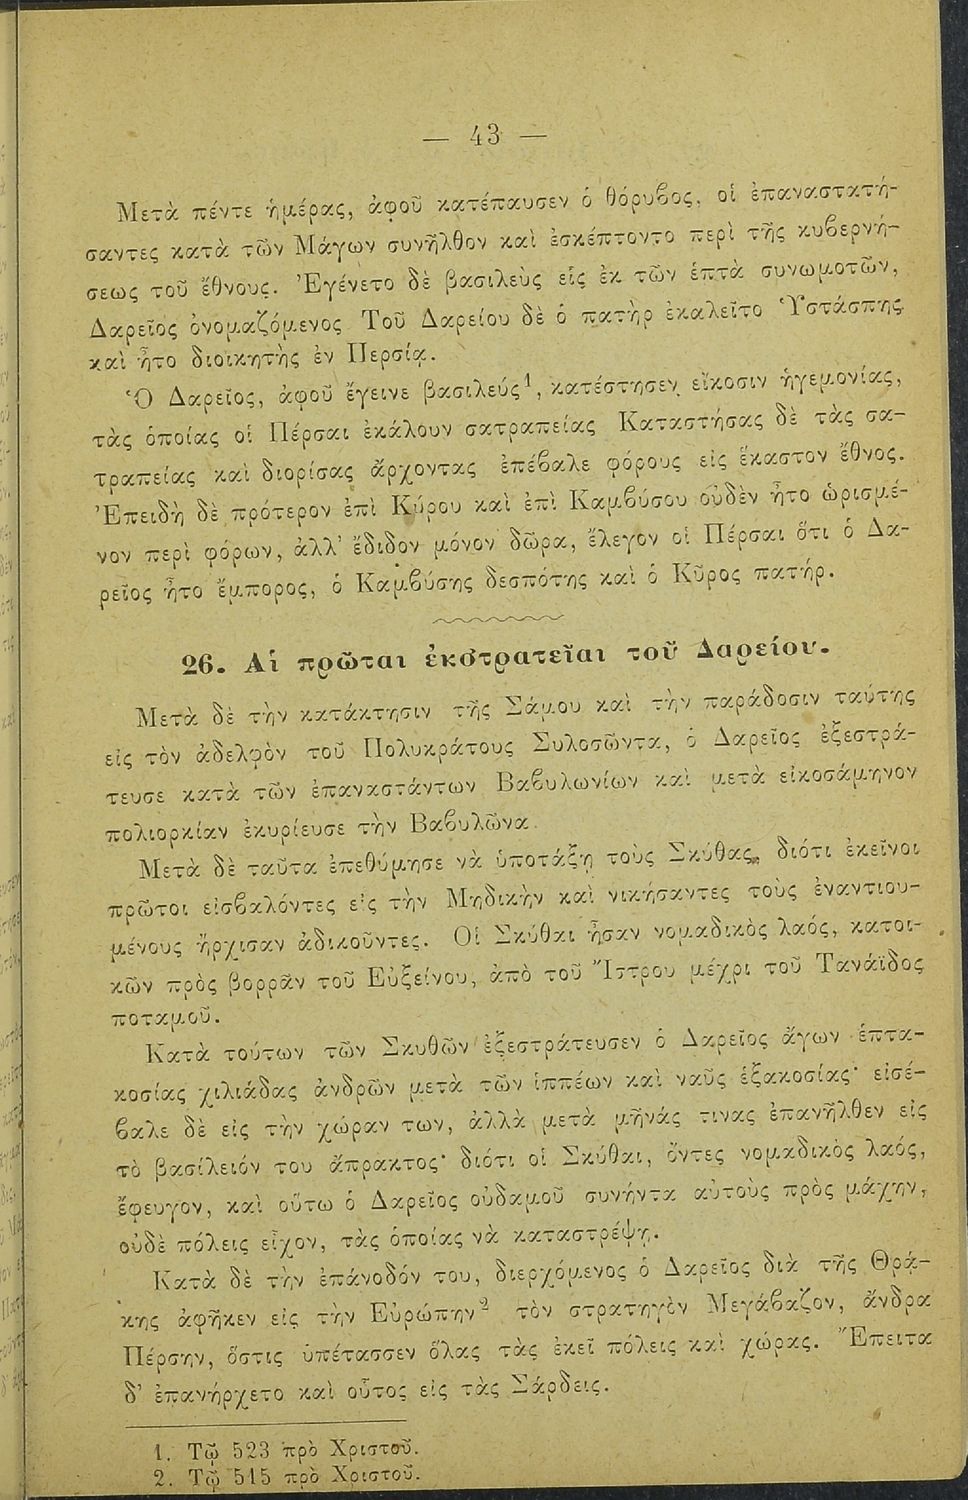 — 43 —
Μετὰ πέντε ἡμέρας, ἀφοῦ κατέπαυσεν ὁ θόρυβος, οἱ ἐπαναστατή-
σαντες κατὰ τῶν Μάγων συνῆλθον καὶ ἐσκέπτοντο περὶ τῆς κυβερνή-
σεως τοῦ ἔθνους. Ἐγένετο δὲ βασιλεὺς εἷς ἐκ τῶν ἑπτὰ συνωμοτῶν,
Δαρεῖος ὀνομαζόμενος Τοῦ Δαρείου δὲ ὁ πατὴρ ἐκαλεῖτο Ὑστάσπης
καὶ ἦτο διοικητὴς ἐν Περσίᾳ.
Ὁ Δαρεῖος, ἀφοῦ ἔγεινε βασιλεύς¹, κατέστησεν εἴκοσιν ἡγεμονίας,
τὰς ὁποίας οἱ Πέρσαι ἐκάλουν σατραπείας Καταστήσας δὲ τὰς σα-
τραπείας καὶ διορίσας ἄρχοντας ἐπέβαλε φόρους εἰς ἕκαστον ἔθνος.
Ἐπειδὴ δὲ πρότερον ἐπὶ Κύρου καὶ ἐπὶ Καμβύσου οὐδὲν ἦτο ὡρισμέ-
νον περὶ φόρων, ἀλλ' ἔδιδον μόνον δῶρα, ἔλεγον οἱ Πέρσαι ὅτι ὁ Δα-
ρεῖος ἦτο ἔμπορος, ὁ Καμβύσης δεσπότης καὶ ὁ Κῦρος πατήρ.
26. Αἱ πρῶται ἐκστρατεῖαι τοῦ Δαρείου.
Μετὰ δὲ τὴν κατάκτησιν τῆς Σάμου καὶ τὴν παράδοσιν ταύτης
εἰς τὸν ἀδελφὸν τοῦ Πολυκράτους Συλοσῶντα, ὁ Δαρεῖος ἐξεστρά-
τευσε κατὰ τῶν ἐπαναστάντων Βαβυλωνίων καὶ μετὰ εἰκοσάμηνον
πολιορκίαν ἐκυρίευσε τὴν Βαβυλῶνα.
Μετὰ δὲ ταῦτα ἐπεθύμησε νὰ ὑποτάξῃ τοὺς Σκύθας, διότι ἐκεῖνοι
πρῶτοι εἰσβαλόντες εἰς τὴν Μηδικὴν καὶ νικήσαντες τοὺς ἐναντιου-
μένους ἤρχισαν ἀδικοῦντες. Οἱ Σκύθαι ἦσαν νομαδικὸς λαός, κατοι-
κῶν πρὸς βορρᾶν τοῦ Εὐξείνου, ἀπὸ τοῦ Ἴστρου μέχρι τοῦ Τανάϊδος
ποταμοῦ.
Κατὰ τούτων τῶν Σκυθῶν ἐξεστράτευσεν ὁ Δαρεῖος ἄγων ἑπτα-
κοσίας χιλιάδας ἀνδρῶν μετὰ τῶν ἱππέων καὶ ναῦς ἑξακοσίας· εἰσέ-
βαλε δὲ εἰς τὴν χώραν των, ἀλλὰ μετὰ μῆνάς τινας ἐπανῆλθεν εἰς
τὸ βασίλειόν του ἄπρακτος· διότι οἱ Σκύθαι, ὄντες νομαδικὸς λαός,
ἔφευγον, καὶ οὕτω ὁ Δαρεῖος οὐδαμοῦ συνήντα αὐτοὺς πρὸς μάχην,
οὐδὲ πόλεις εἶχον, τὰς ὁποίας νὰ καταστρέψῃ.
Κατὰ δὲ τὴν ἐπάνοδόν του, διερχόμενος ὁ Δαρεῖος διὰ τῆς Θρᾴ-
κης ἀφῆκεν εἰς τὴν Εὐρώπην² τὸν στρατηγὸν Μεγάβαζον, ἄνδρα
Πέρσην, ὅστις ὑπέτασσεν ὅλας τὰς ἐκεῖ πόλεις καὶ χώρας. Ἔπειτα
δ' ἐπανήρχετο καὶ οὗτος εἰς τὰς Σάρδεις.
1. Τῷ 523 πρὸ Χριστοῦ.
2. Τῷ 515 πρὸ Χριστοῦ.